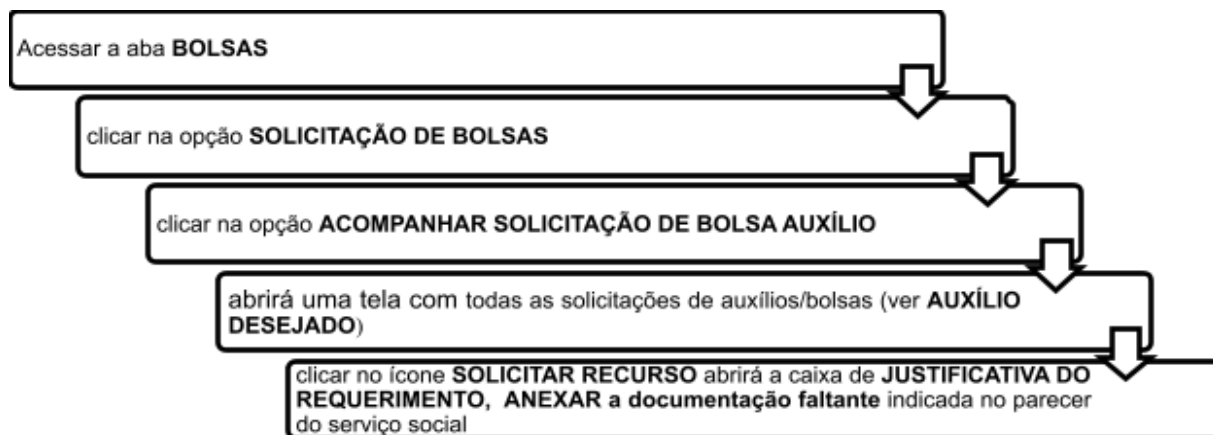 Acessar a aba BOLSAS
clicar na opção SOLICITAÇÃO DE BOLSAS
clicar na opção ACOMPANHAR SOLICITAÇÃO DE BOLSA AUXÍLIO
abrirá uma tela com todas as solicitações de auxílios/bolsas (ver AUXÍLIO
DESEJADO)
clicar no ícone SOLICITAR RECURSO abrirá a caixa de JUSTIFICATIVA DO
REQUERIMENTO, ANEXAR a documentação faltante indicada no parecer
do serviço social